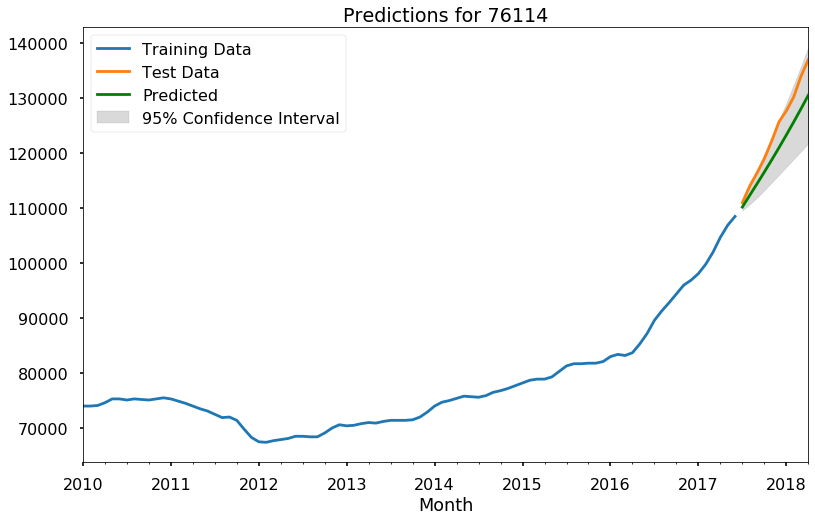 Predictions for 76114
140000
130000
120000
110000
100000
90000
80000
70000
Training Data
Test Data
Predicted
95% Confidence Interval
2010 2011 2012 2013 2014 2015 2016 2017 2018
Month